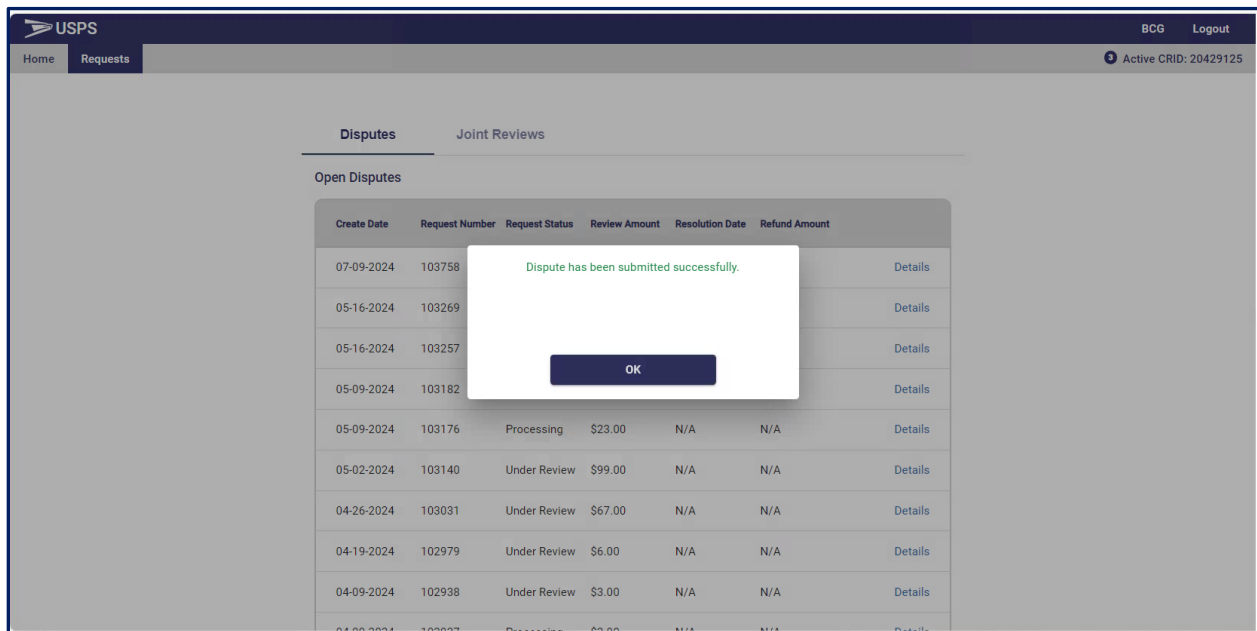 USPS BCG Logout
Home Requests 3 Active CRID: 20429125
Disputes Joint Reviews
Open Disputes
Create Date Request Number Request Status Review Amount Resolution Date Refund Amount
07-09-2024 103758 Details
Dispute has been submitted successfully.
05-16-2024 103269 Details
05-16-2024 103257 Details
OK
05-09-2024 103182 Details
05-09-2024 103176 Processing $23.00 N/A N/A Details
05-02-2024 103140 Under Review $99.00 N/A N/A Details
04-26-2024 103031 Under Review $67.00 N/A N/A Details
04-19-2024 102979 Under Review $6.00 N/A N/A Details
04-09-2024 102938 Under Review $3.00 N/A N/A Details